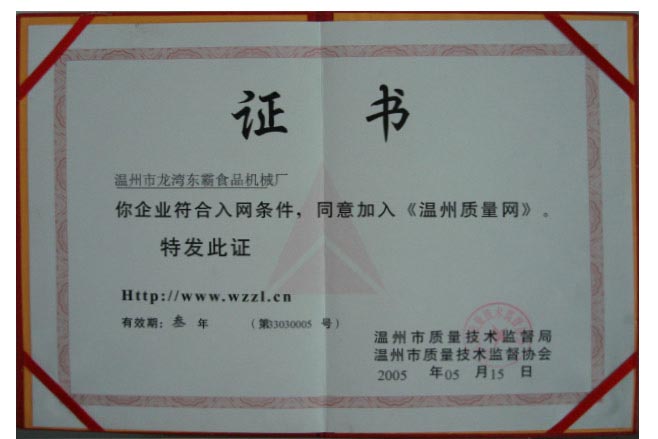 证 书
温州市龙湾东霸食品机械厂
你企业符合入网条件，同意加入《温州质量网》。
特发此证
Http://www.wzzl.cn
有效期：叁 年 （第33030005 号）
温州市质量技术监督局
温州市质量技术监督协会
2005 年05 月15 日